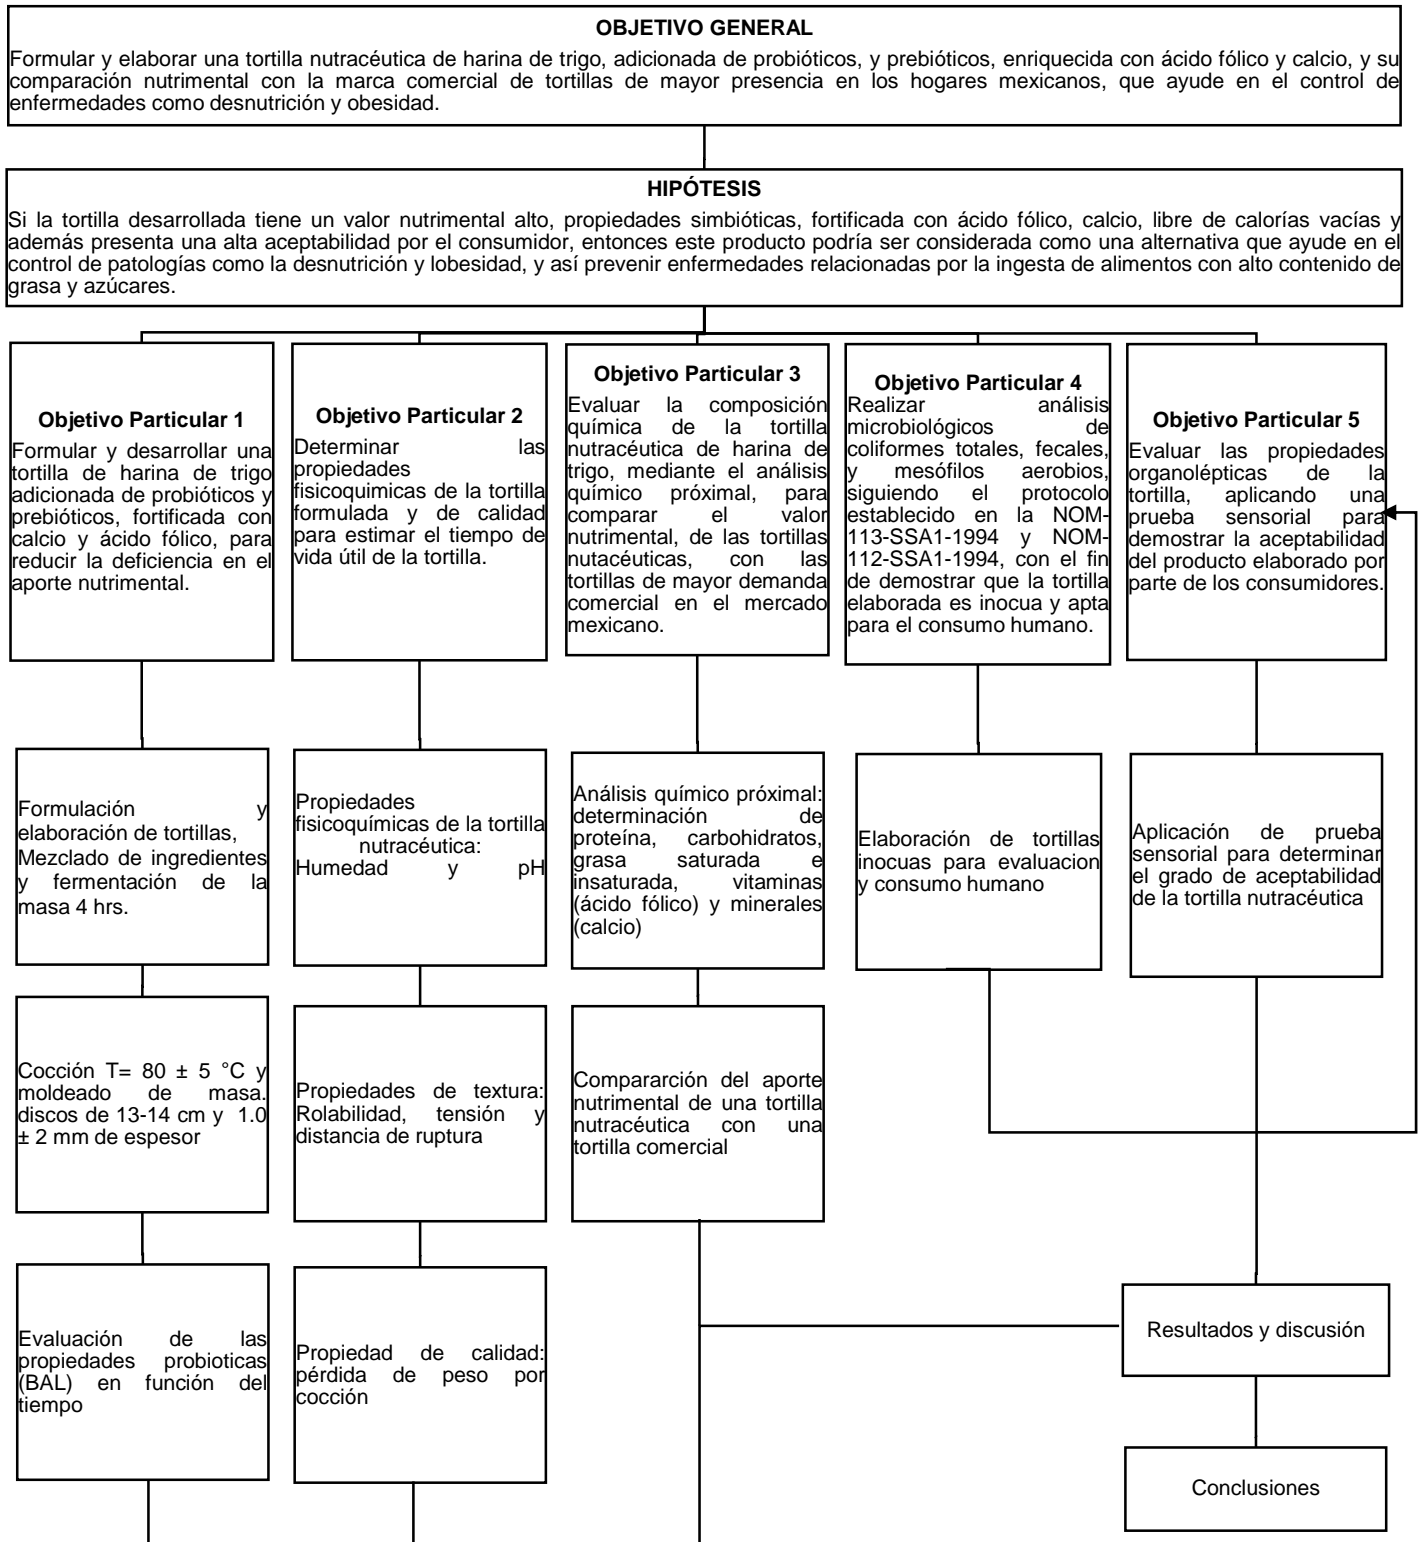 OBJETIVO GENERAL
Formular y elaborar una tortilla nutracéutica de harina de trigo, adicionada de probióticos, y prebióticos, enriquecida con ácido fólico y calcio, y su
comparación nutrimental con la marca comercial de tortillas de mayor presencia en los hogares mexicanos, que ayude en el control de
enfermedades como desnutrición y obesidad.
HIPÓTESIS
Si la tortilla desarrollada tiene un valor nutrimental alto, propiedades simbióticas, fortificada con ácido fólico, calcio, libre de calorías vacías y
además presenta una alta aceptabilidad por el consumidor, entonces este producto podría ser considerada como una alternativa que ayude en el
control de patologías como la desnutrición y lobesidad, y así prevenir enfermedades relacionadas por la ingesta de alimentos con alto contenido de
grasa y azúcares.
Objetivo Particular 1
Formular y desarrollar una
tortilla de harina de trigo
adicionada de probióticos y
prebióticos, fortificada con
calcio y ácido fólico, para
reducir la deficiencia en el
aporte nutrimental.
Objetivo Particular 2
Determinar las
propiedades
fisicoquimicas de la tortilla
formulada y de calidad
para estimar el tiempo de
vida útil de la tortilla.
Objetivo Particular 3
Evaluar la composición
química de la tortilla
nutracéutica de harina de
trigo, mediante el análisis
químico próximal, para
comparar el valor
nutrimental, de las tortillas
nutacéuticas, con las
tortillas de mayor demanda
comercial en el mercado
mexicano.
Objetivo Particular 4
Realizar análisis
microbiológicos de
coliformes totales, fecales,
y mesófilos aerobios,
siguiendo el protocolo
establecido en la NOM-
113-SSA1-1994 y NOM-
112-SSA1-1994, con el fin
de demostrar que la tortilla
elaborada es inocua y apta
para el consumo humano.
Objetivo Particular 5
Evaluar las propiedades
organolépticas de la
tortilla, aplicando una
prueba sensorial para
demostrar la aceptabilidad
del producto elaborado por
parte de los consumidores.
Formulación y
elaboración de tortillas,
Mezclado de ingredientes
y fermentación de la
masa 4 hrs.
Propiedades
fisicoquímicas de la tortilla
nutracéutica:
Humedad y pH
Análisis químico próximal:
determinación de
proteína, carbohidratos,
grasa saturada e
insaturada, vitaminas
(ácido fólico) y minerales
(calcio)
Elaboración de tortillas
inocuas para evaluacion
y consumo humano
Aplicación de prueba
sensorial para determinar
el grado de aceptabilidad
de la tortilla nutracéutica
Cocción T= 80 ± 5 °C y
moldeado de masa.
discos de 13-14 cm y 1.0
± 2 mm de espesor
Propiedades de textura:
Rolabilidad, tensión y
distancia de ruptura
Compararción del aporte
nutrimental de una tortilla
nutracéutica con una
tortilla comercial
Evaluación de las
propiedades probioticas
(BAL) en función del
tiempo
Propiedad de calidad:
pérdida de peso por
cocción
Resultados y discusión
Conclusiones